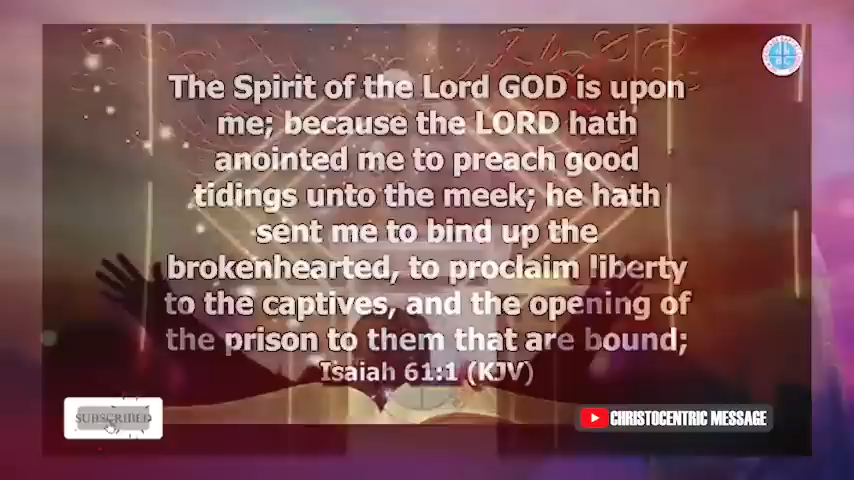 The Spirit of the Lord GOD is upon
me; because the LORD hath
anointed me to preach good
tidings unto the meek; he hath
sent me to bind up the
brokenhearted, to proclaim liberty
to the captives, and the opening of
the prison to them that are bound;
Isaiah 61:1 (KJV)
SUBSCRIBED
CHRISTOCENTRIC MESSAGE